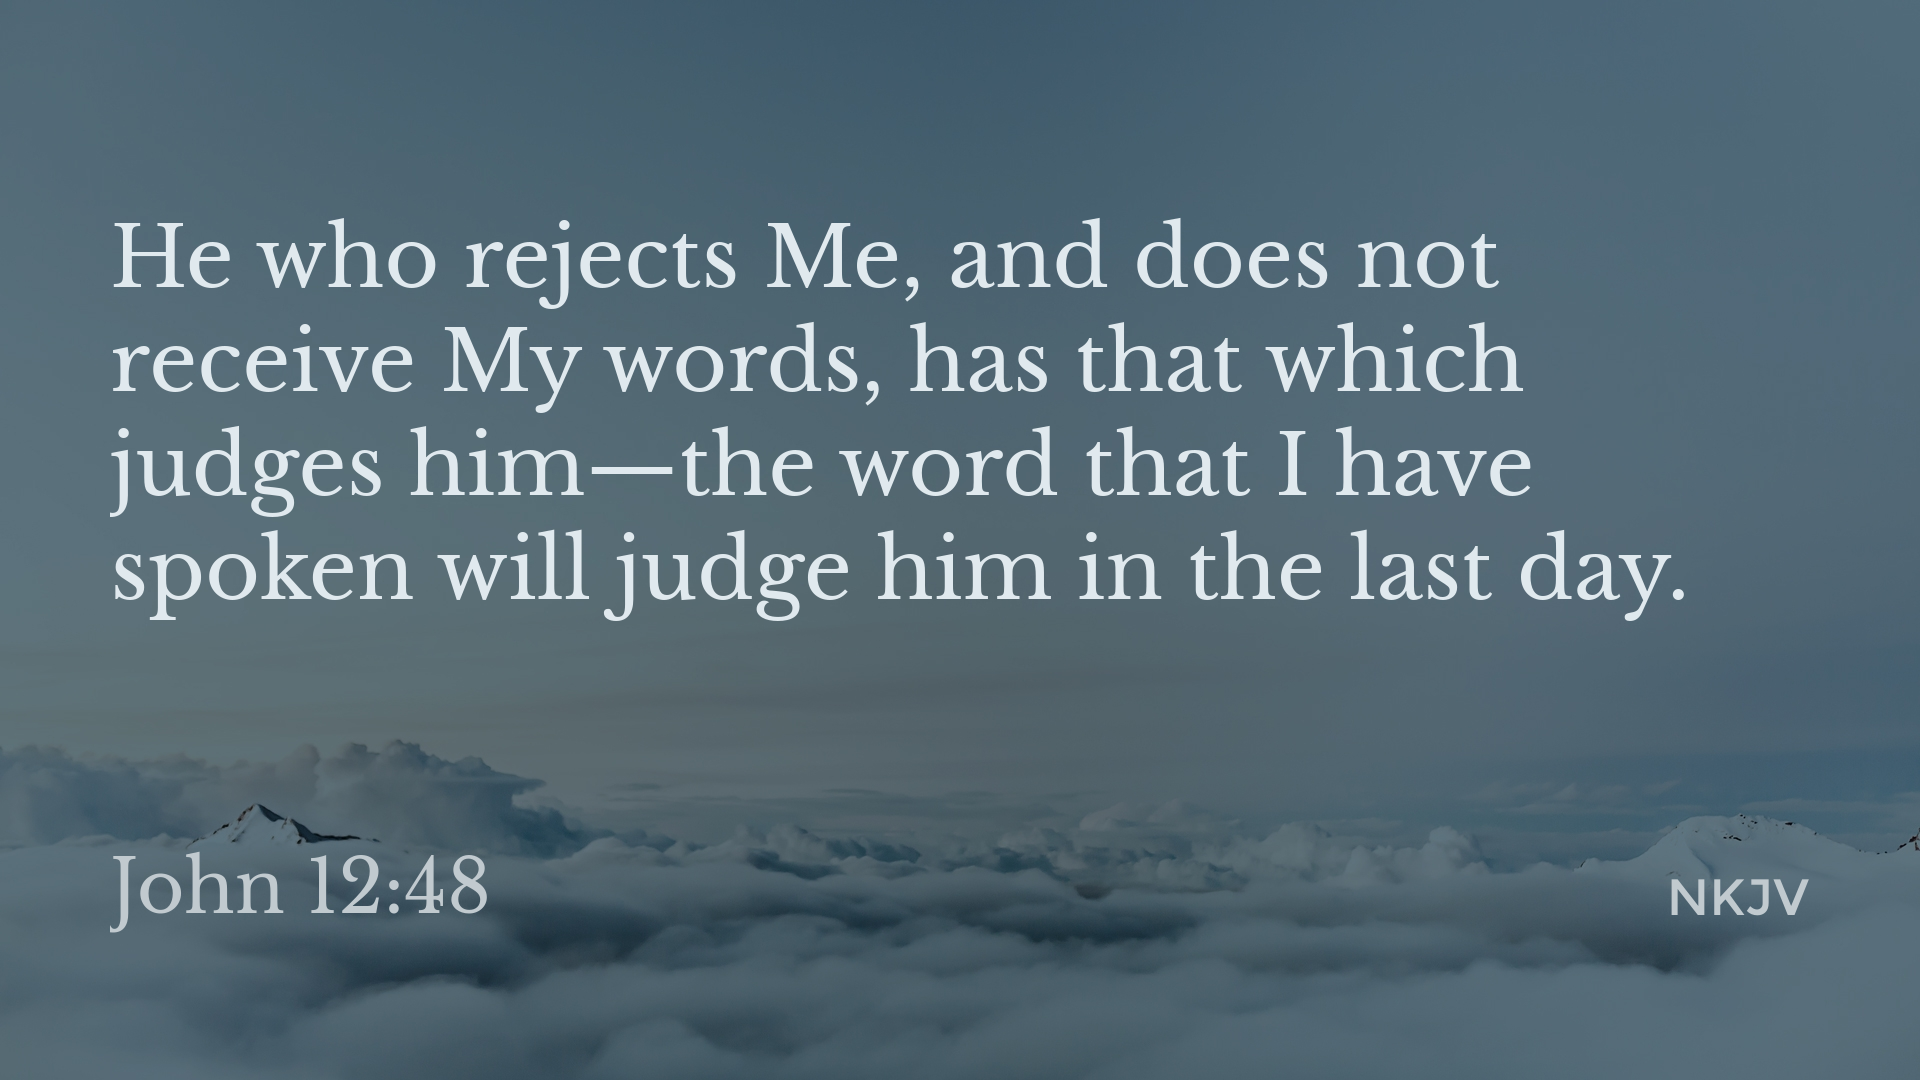 He who rejects Me, and does not
receive My words, has that which
judges him—the word that I have
spoken will judge him in the last day.
John 12:48
NKJV